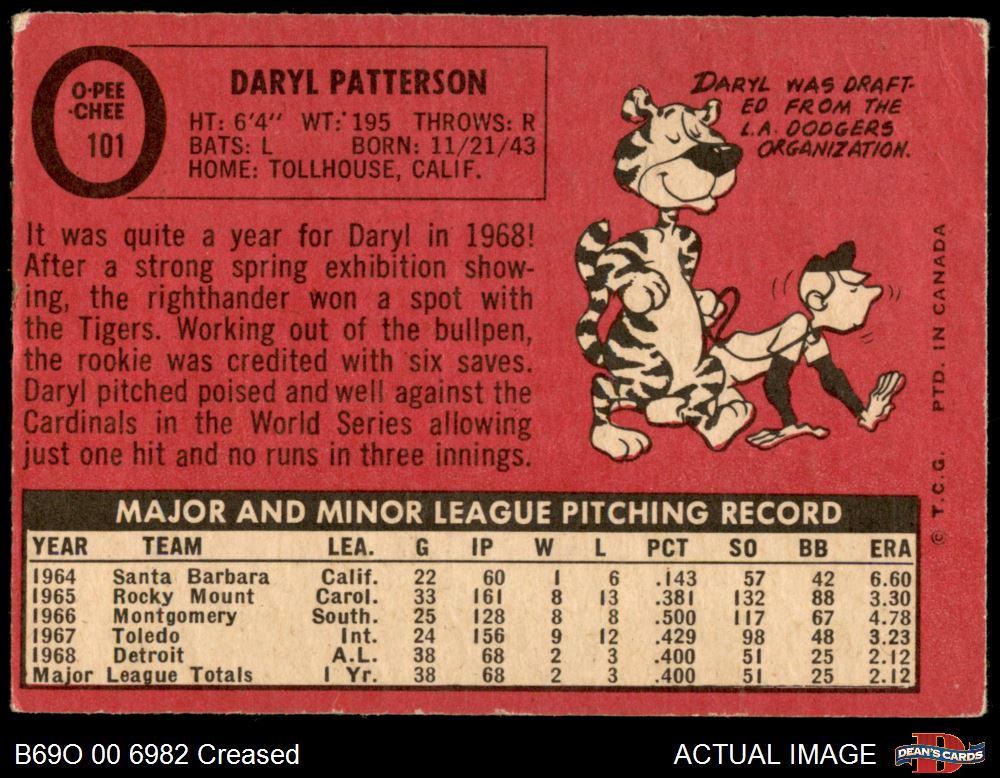 O-PEE
-CHEE
101
DARYL PATTERSON
HT: 6'4" WT: 195 THROWS: R
BATS: L BORN: 11/21/43
HOME: TOLLHOUSE, CALIF.
DARYL WAS DRAFT-
ED FROM THE
L.A. DODGERS
ORGANIZATION.
It was quite a year for Daryl in 1968!
After a strong spring exhibition show-
ing, the righthander won a spot with
the Tigers. Working out of the bullpen,
the rookie was credited with six saves.
Daryl pitched poised and well against the
Cardinals in the World Series allowing
just one hit and no runs in three innings.
© T.C.G. PTD. IN CANADA
MAJOR AND MINOR LEAGUE PITCHING RECORD
YEAR TEAM LEA. G IP W L PCT SO BB ERA
1964 Santa Barbara Calif. 22 60 1 6 .143 57 42 6.60
1965 Rocky Mount Carol. 33 161 8 13 .381 132 88 3.30
1966 Montgomery South. 25 128 8 8 .500 117 67 4.78
1967 Toledo Int. 24 156 9 12 .429 98 48 3.23
1968 Detroit A.L. 38 68 2 3 .400 51 25 2.12
Major League Totals 1 Yr. 38 68 2 3 .400 51 25 2.12
B69O 00 6982 Creased
ACTUAL IMAGE
DEAN'S CARDS